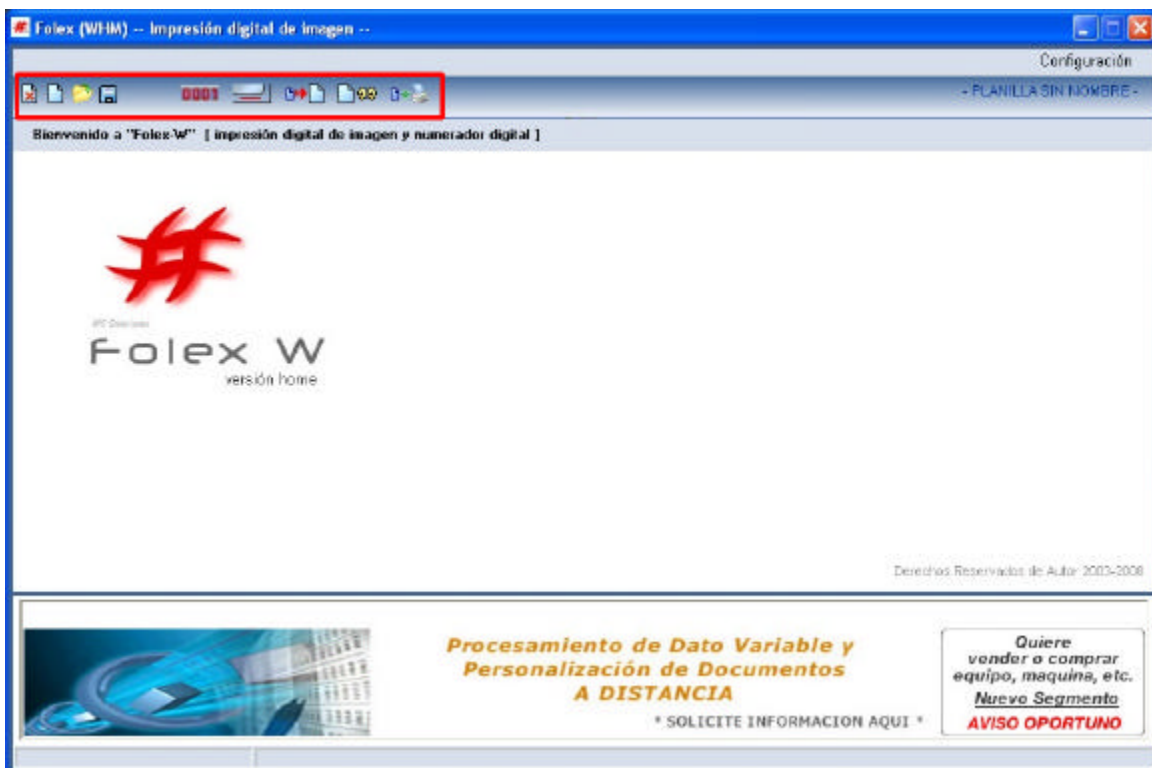 Folex (WHM) -- Impresión digital de imagen --
Configuración
0001
- PLANILLA SIN NOMBRE -
Bienvenido a "Folex-W" [ impresión digital de imagen y numerador digital ]
Folex W
versión home
Derechos Reservados de Autor 2003-2008
Procesamiento de Dato Variable y
Personalización de Documentos
A DISTANCIA
* SOLICITE INFORMACION AQUI *
Quiere
vender o comprar
equipo, maquina, etc.
Nuevo Segmento
AVISO OPORTUNO